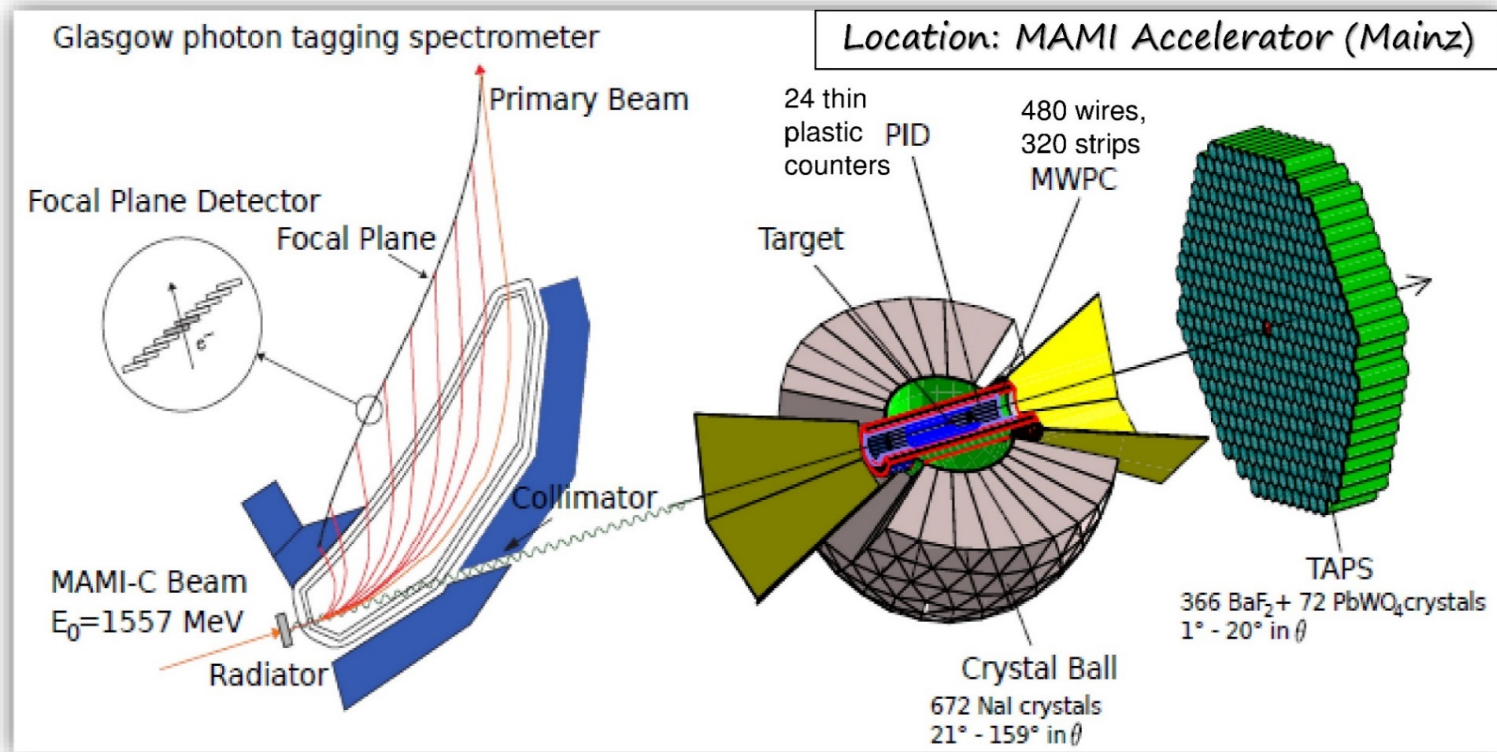 Glasgow photon tagging spectrometer
Location: MAMI Accelerator (Mainz)
Primary Beam
24 thin
plastic
counters
PID
480 wires,
320 strips
MWPC
Focal Plane Detector
Focal Plane
e⁻
Target
Collimator
MAMI-C Beam
E₀=1557 MeV
Radiator
TAPS
366 BaF₂+ 72 PbWO₄crystals
1° - 20° in θ
Crystal Ball
672 NaI crystals
21° - 159° in θ